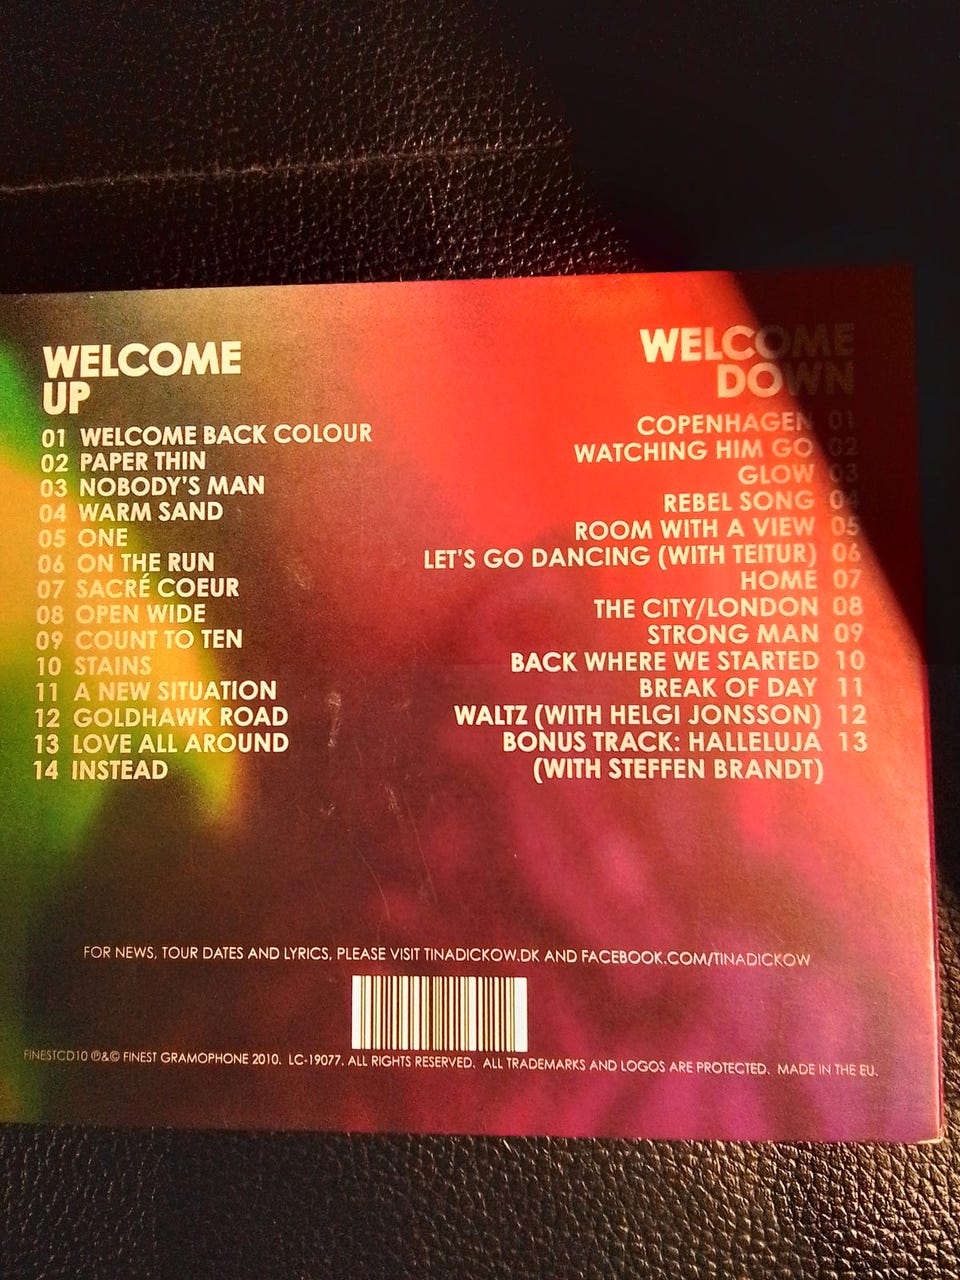 WELCOME
UP
01 WELCOME BACK COLOUR
02 PAPER THIN
03 NOBODY'S MAN
04 WARM SAND
05 ONE
06 ON THE RUN
07 SACRÉ COEUR
08 OPEN WIDE
09 COUNT TO TEN
10 STAINS
11 A NEW SITUATION
12 GOLDHAWK ROAD
13 LOVE ALL AROUND
14 INSTEAD
WELCOME
DOWN
COPENHAGEN 01
WATCHING HIM GO 02
GLOW 03
REBEL SONG 04
ROOM WITH A VIEW 05
LET'S GO DANCING (WITH TEITUR) 06
HOME 07
THE CITY/LONDON 08
STRONG MAN 09
BACK WHERE WE STARTED 10
BREAK OF DAY 11
WALTZ (WITH HELGI JONSSON) 12
BONUS TRACK: HALLELUJA 13
(WITH STEFFEN BRANDT)
FOR NEWS, TOUR DATES AND LYRICS, PLEASE VISIT TINADICKOW.DK AND FACEBOOK.COM/TINADICKOW
FINESTCD10 ℗&© FINEST GRAMOPHONE 2010. LC-19077. ALL RIGHTS RESERVED. ALL TRADEMARKS AND LOGOS ARE PROTECTED. MADE IN THE EU.